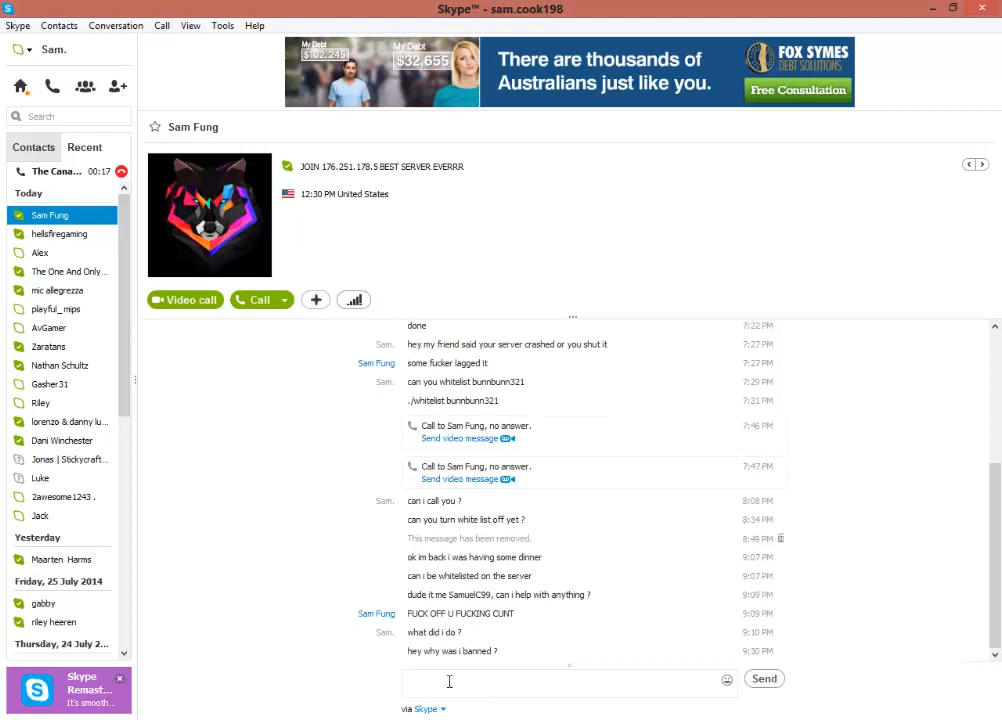 Skype™ - sam.cook198
Skype Contacts Conversation Call View Tools Help
Sam.
My Debt
$102,245
My Debt
$32,655
There are thousands of
Australians just like you.
FOX SYMES
DEBT SOLUTIONS
Free Consultation
Search
Sam Fung
Contacts Recent
The Cana... 00:17
JOIN 176.251.178.5 BEST SERVER EVERRR
12:30 PM United States
Today
Sam Fung
hellsfiregaming
Alex
The One And Only...
mic allegrezza
playful_mips
AvGamer
Zaratans
Nathan Schultz
Gasher31
Riley
lorenzo & danny lu...
Dani Winchester
Jonas | Stickycraft...
Luke
2awesome1243 .
Jack
Yesterday
Maarten Harms
Friday, 25 July 2014
gabby
riley heeren
Thursday, 24 July 2...
Skype
Remast...
It's smooth...
Video call Call
done 7:22 PM
Sam. hey my friend said your server crashed or you shut it 7:27 PM
Sam Fung some fucker lagged it 7:27 PM
Sam. can you whitelist bunnbunn321 7:29 PM
./whitelist bunnbunn321 7:31 PM
Call to Sam Fung, no answer. 7:46 PM
Send video message
Call to Sam Fung, no answer. 7:47 PM
Send video message
Sam. can i call you ? 8:08 PM
can you turn white list off yet ? 8:34 PM
This message has been removed. 8:49 PM
ok im back i was having some dinner 9:07 PM
can i be whitelisted on the server 9:07 PM
dude it me SamuelC99, can i help with anything ? 9:09 PM
Sam Fung FUCK OFF U FUCKING CUNT 9:09 PM
Sam. what did i do ? 9:10 PM
hey why was i banned ? 9:30 PM
Send
via Skype